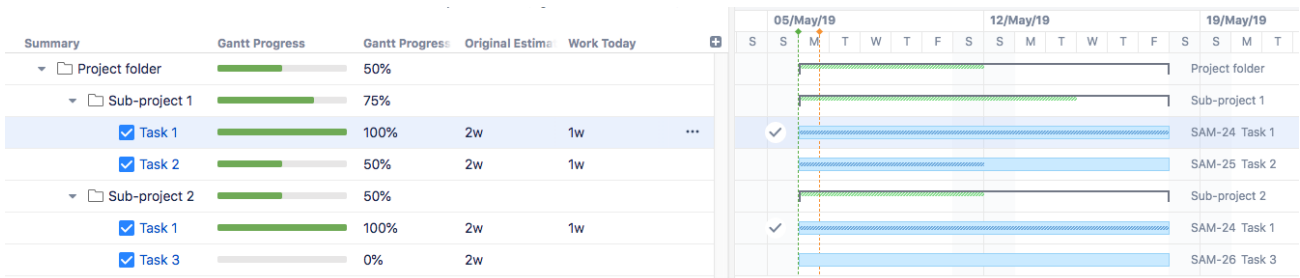 05/May/19 12/May/19 19/May/19
Summary Gantt Progress Gantt Progress Original Estima Work Today S S M T W T F S S M T W T F S S M T
Project folder 50% Project folder
Sub-project 1 75% Sub-project 1
Task 1 100% 2w 1w ... SAM-24 Task 1
Task 2 50% 2w 1w SAM-25 Task 2
Sub-project 2 50% Sub-project 2
Task 1 100% 2w 1w SAM-24 Task 1
Task 3 0% 2w SAM-26 Task 3